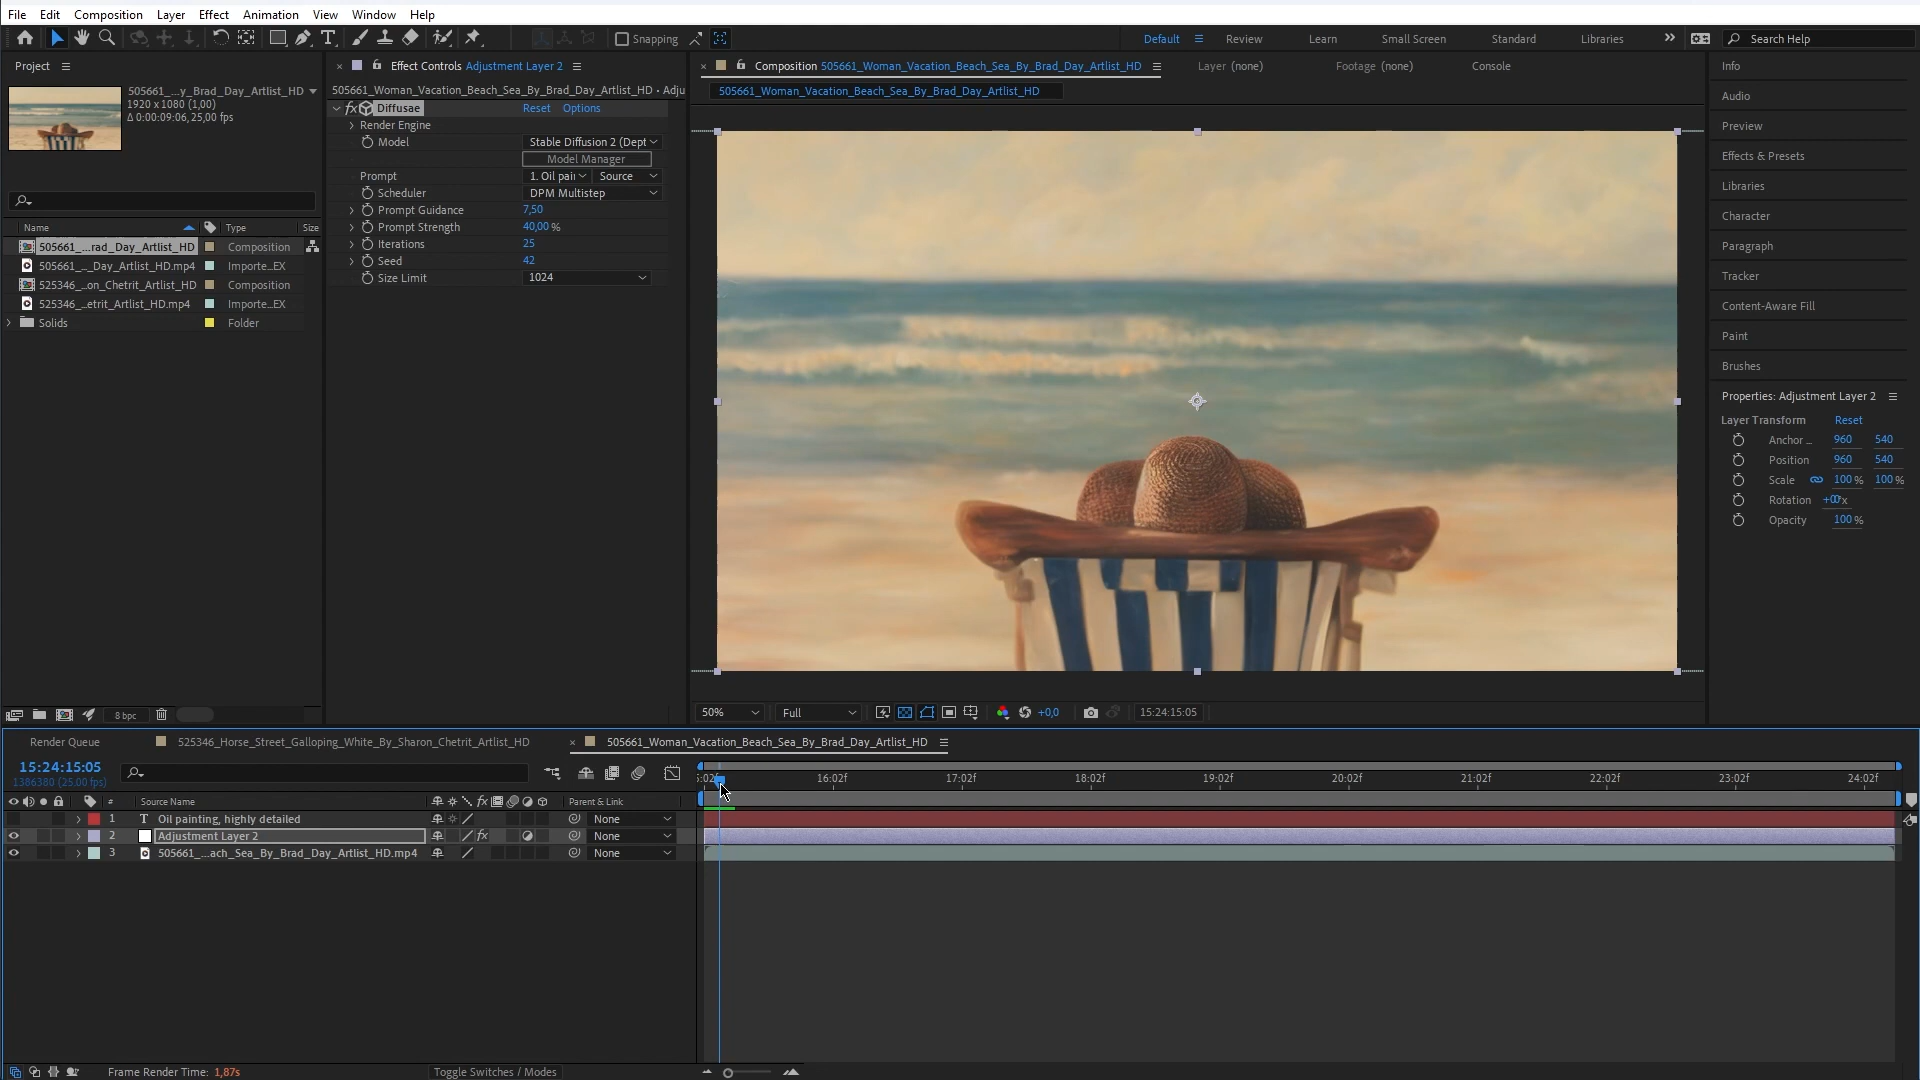 File Edit Composition Layer Effect Animation View Window Help
Snapping Default Review Learn Small Screen Standard Libraries Search Help
Project
505661_...y_Brad_Day_Artlist_HD
1920 x 1080 (1,00)
Δ 0:00:09:06, 25,00 fps
Name Type Size
505661_...rad_Day_Artlist_HD Composition
505661_..._Day_Artlist_HD.mp4 Importe...EX
525346_...on_Chetrit_Artlist_HD Composition
525346_...etrit_Artlist_HD.mp4 Importe...EX
Solids Folder
8 bpc
Effect Controls Adjustment Layer 2
505661_Woman_Vacation_Beach_Sea_By_Brad_Day_Artlist_HD • Adju
fx Diffusae Reset Options
Render Engine
Model Stable Diffusion 2 (Dept
Model Manager
Prompt 1. Oil pai Source
Scheduler DPM Multistep
Prompt Guidance 7,50
Prompt Strength 40,00 %
Iterations 25
Seed 42
Size Limit 1024
Composition 505661_Woman_Vacation_Beach_Sea_By_Brad_Day_Artlist_HD Layer (none) Footage (none) Console
505661_Woman_Vacation_Beach_Sea_By_Brad_Day_Artlist_HD
50% Full +0,0 15:24:15:05
Info
Audio
Preview
Effects & Presets
Libraries
Character
Paragraph
Tracker
Content-Aware Fill
Paint
Brushes
Properties: Adjustment Layer 2
Layer Transform Reset
Anchor ... 960 540
Position 960 540
Scale 100 % 100 %
Rotation
Opacity 100 %
Render Queue 525346_Horse_Street_Galloping_White_By_Sharon_Chetrit_Artlist_HD 505661_Woman_Vacation_Beach_Sea_By_Brad_Day_Artlist_HD
15:24:15:05
1386380 (25.00 fps)
16:02f 17:02f 18:02f 19:02f 20:02f 21:02f 22:02f 23:02f 24:02f
# Source Name fx Parent & Link
1 T Oil painting, highly detailed None
2 Adjustment Layer 2 fx None
3 505661_...ach_Sea_By_Brad_Day_Artlist_HD.mp4 None
Frame Render Time: 1,87s Toggle Switches / Modes